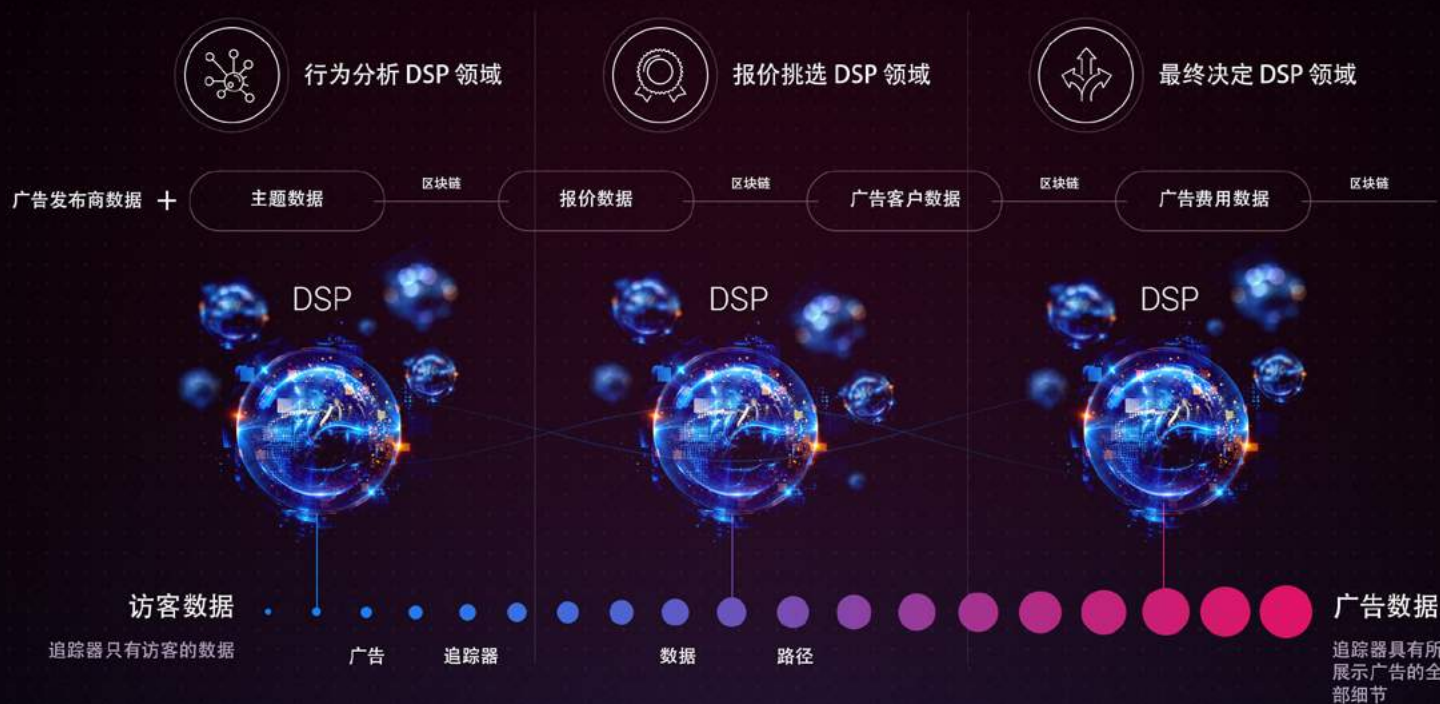 行为分析 DSP 领域
报价挑选 DSP 领域
最终决定 DSP 领域
广告发布商数据 +
主题数据
区块链
报价数据
区块链
广告客户数据
区块链
广告费用数据
区块链
DSP
DSP
DSP
访客数据
追踪器只有访客的数据
广告
追踪器
数据
路径
广告数据
追踪器具有所
展示广告的全
部细节